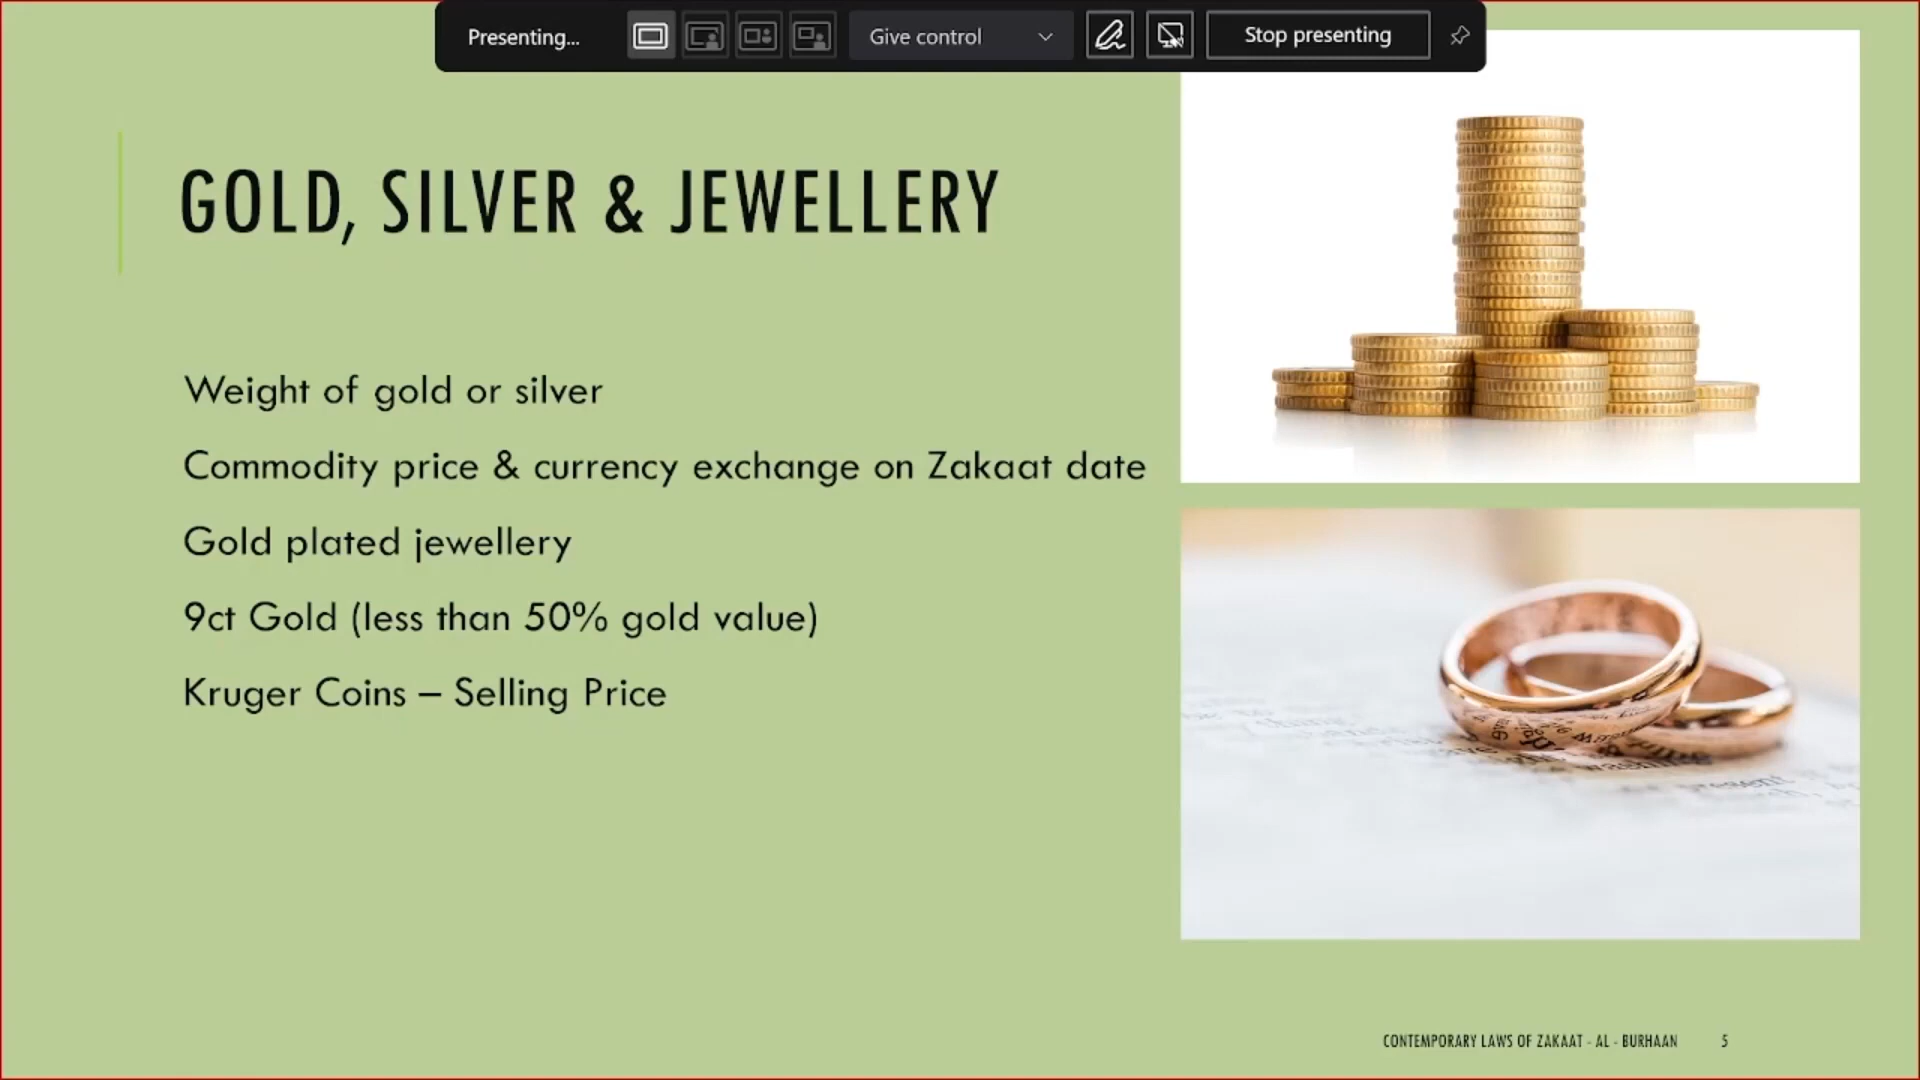 Presenting...
Give control
Stop presenting
GOLD, SILVER & JEWELLERY
Weight of gold or silver
Commodity price & currency exchange on Zakaat date
Gold plated jewellery
9ct Gold (less than 50% gold value)
Kruger Coins – Selling Price
CONTEMPORARY LAWS OF ZAKAAT - AL - BURHAAN 5